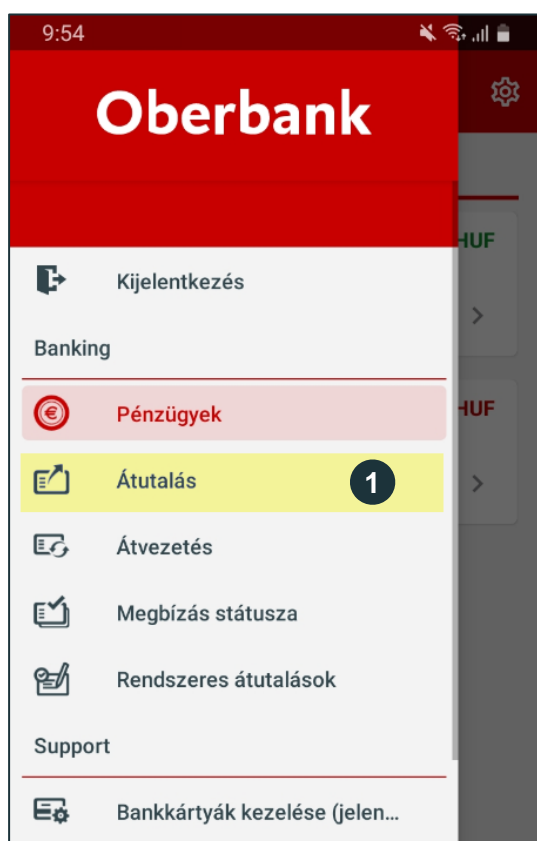 9:54
Oberbank
HUF
Kijelentkezés
Banking
Pénzügyek
HUF
Átutalás
1
Átvezetés
Megbízás státusza
Rendszeres átutalások
Support
Bankkártyák kezelése (jelen...